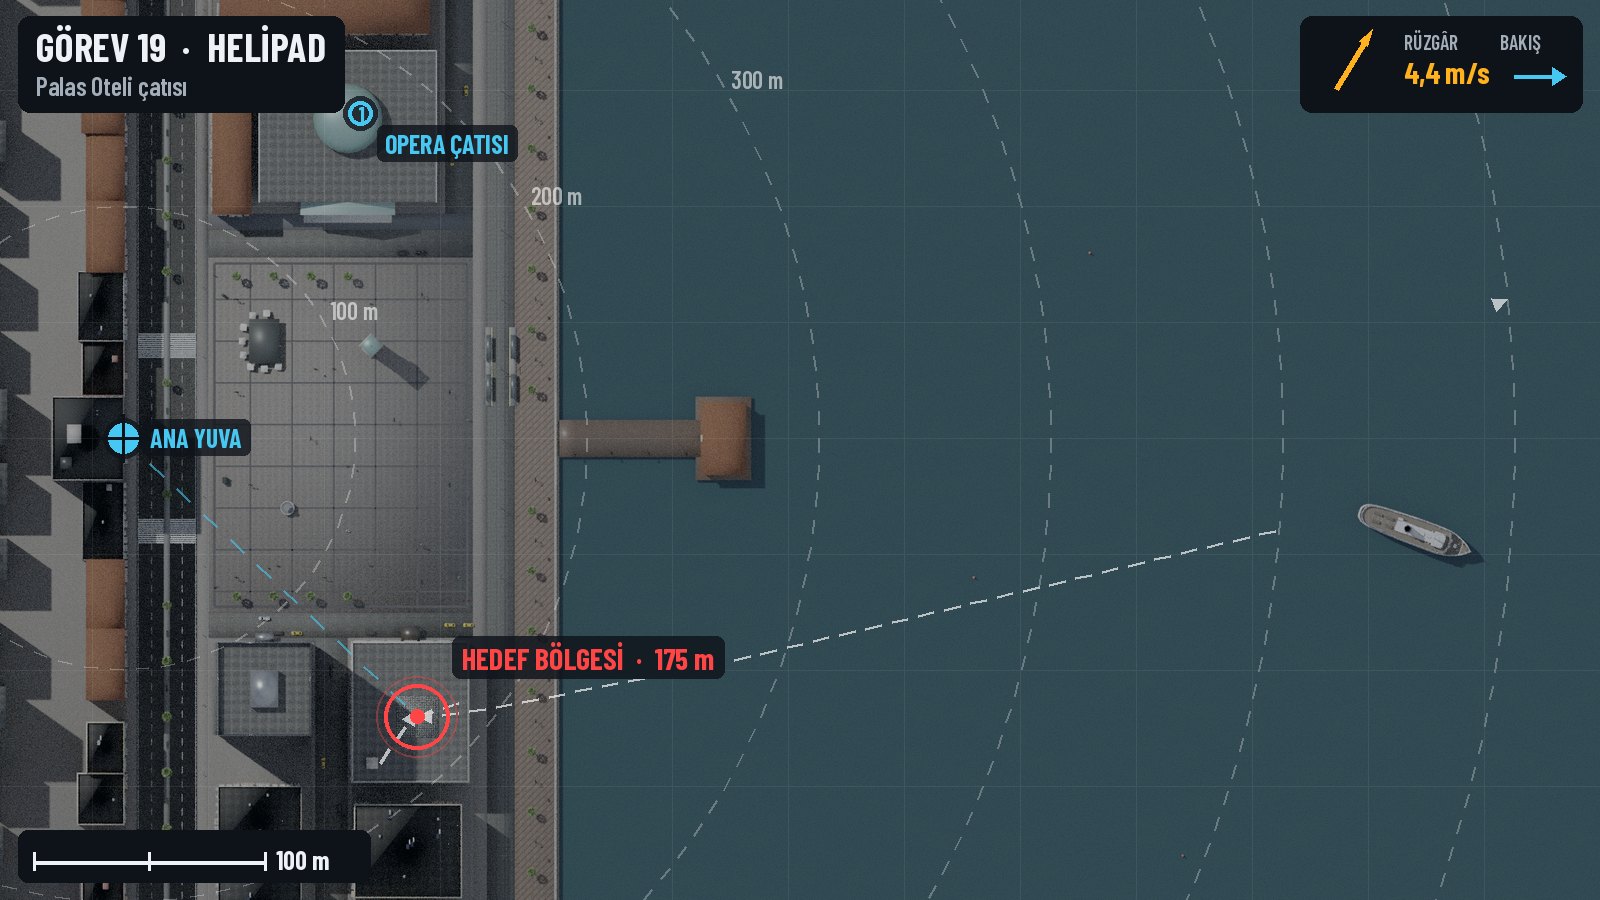 GÖREV 19 · HELİPAD
Palas Oteli çatısı
RÜZGÂR BAKIŞ
4,4 m/s
300 m
1
OPERA ÇATISI
200 m
100 m
ANA YUVA
HEDEF BÖLGESİ · 175 m
100 m